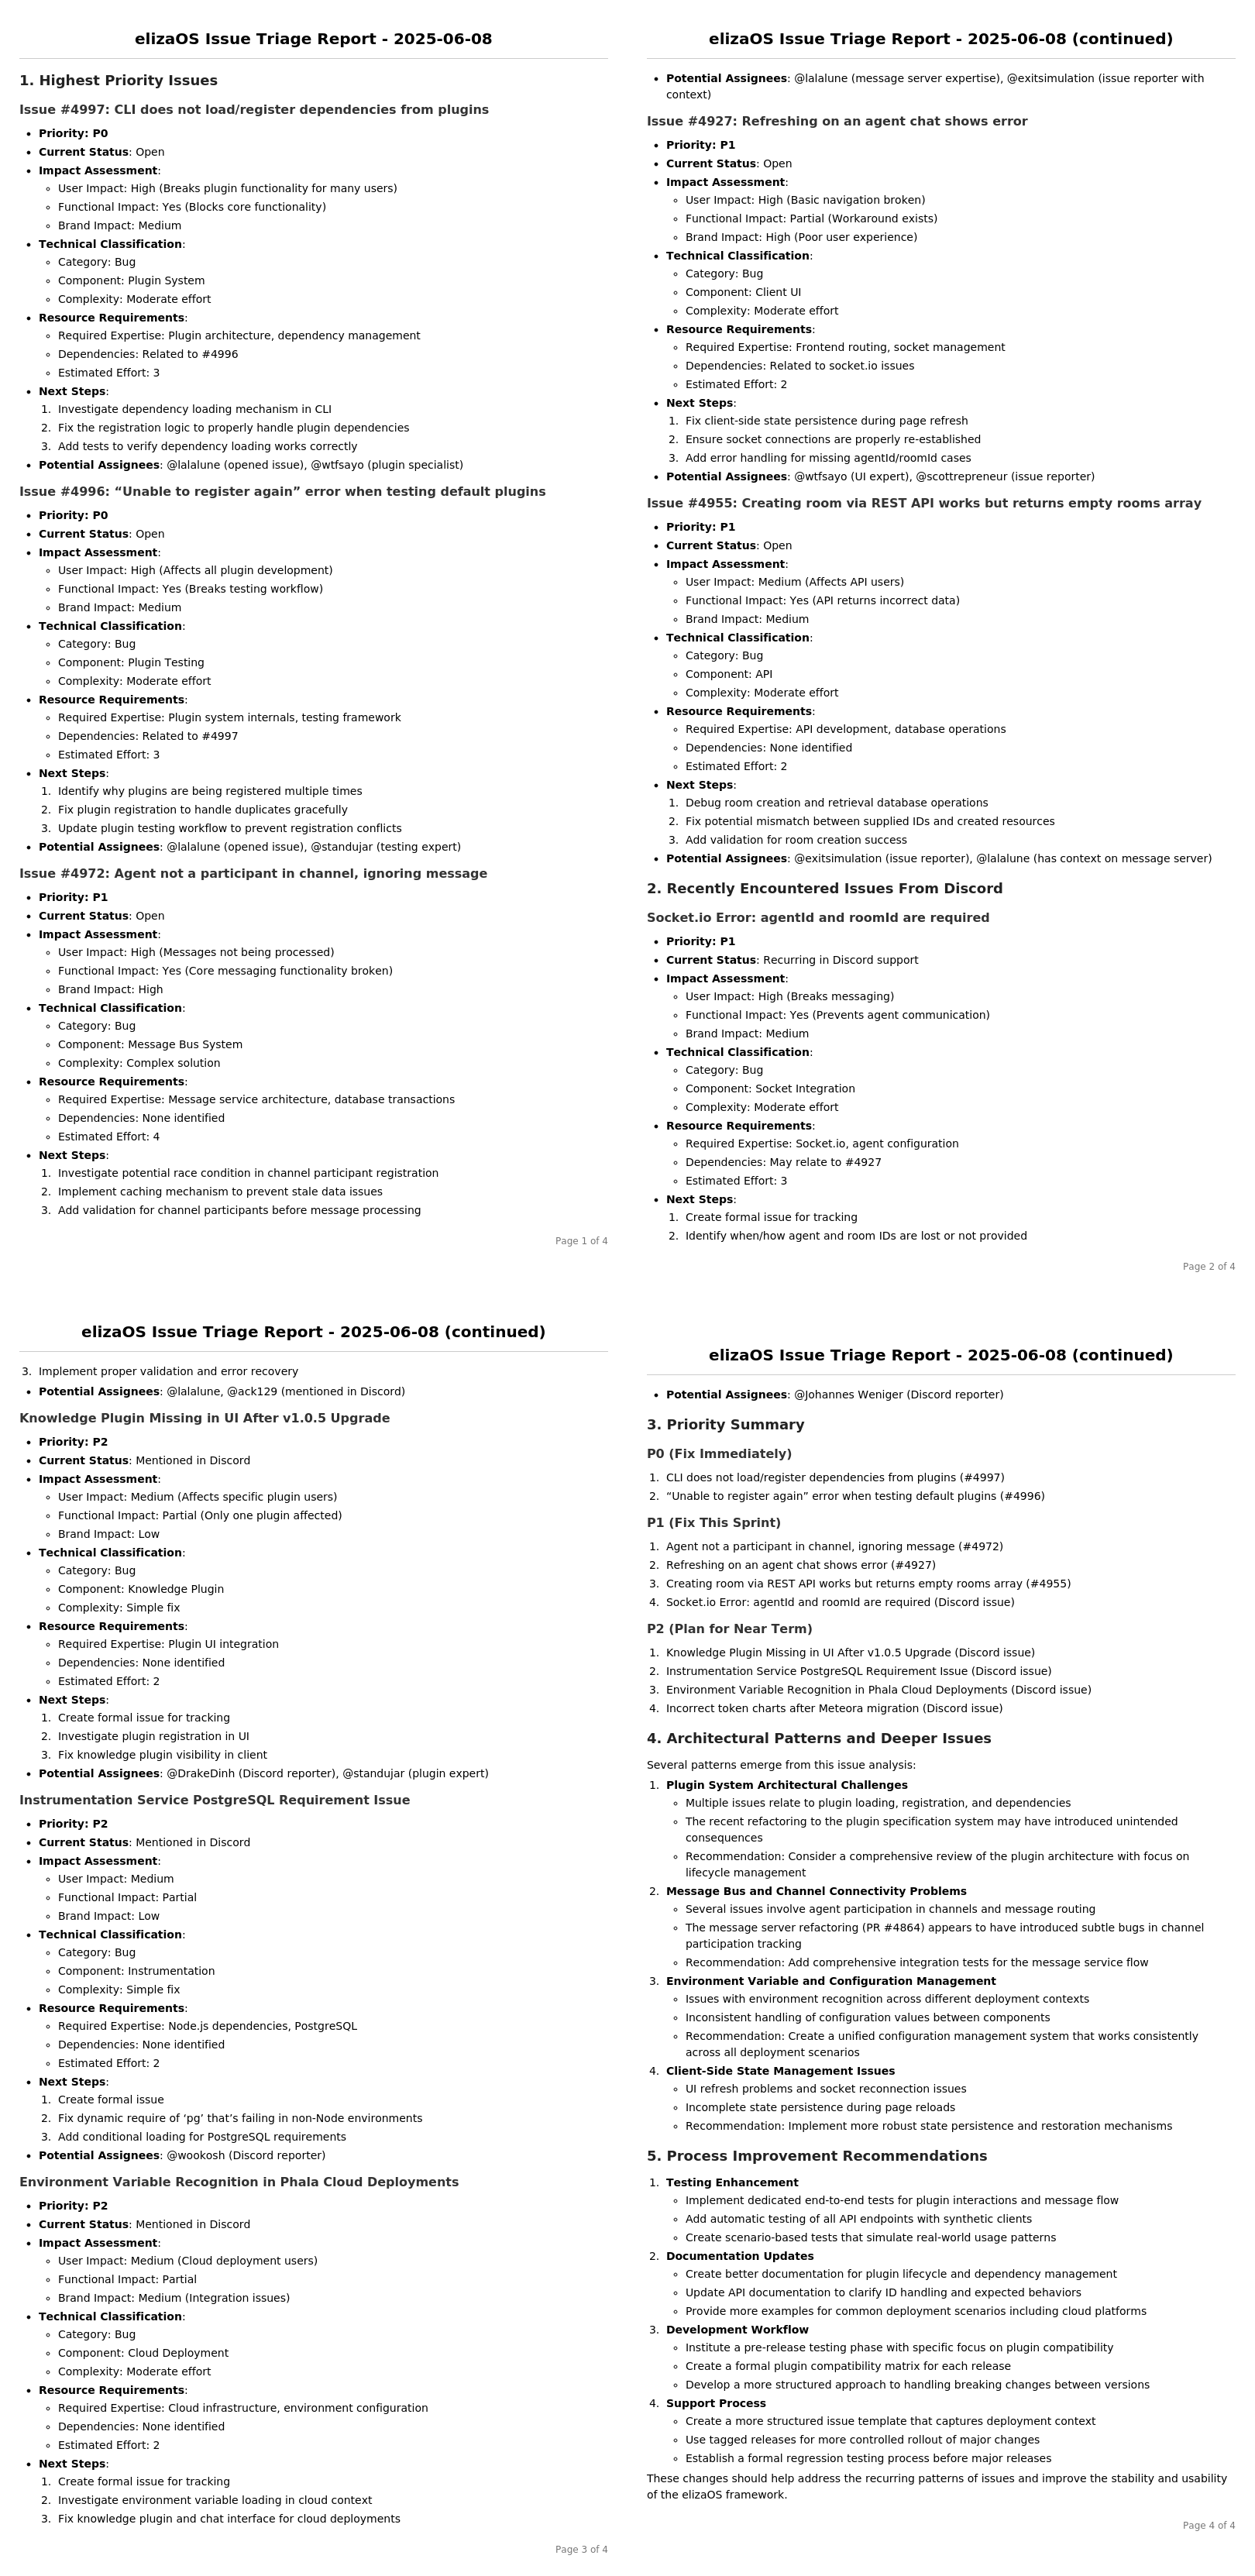 elizaOS Issue Triage Report - 2025-06-08
1. Highest Priority Issues
Issue #4997: CLI does not load/register dependencies from plugins
• Priority: P0
• Current Status: Open
• Impact Assessment:
◦ User Impact: High (Breaks plugin functionality for many users)
◦ Functional Impact: Yes (Blocks core functionality)
◦ Brand Impact: Medium
• Technical Classification:
◦ Category: Bug
◦ Component: Plugin System
◦ Complexity: Moderate effort
• Resource Requirements:
◦ Required Expertise: Plugin architecture, dependency management
◦ Dependencies: Related to #4996
◦ Estimated Effort: 3
• Next Steps:
1. Investigate dependency loading mechanism in CLI
2. Fix the registration logic to properly handle plugin dependencies
3. Add tests to verify dependency loading works correctly
• Potential Assignees: @lalalune (opened issue), @wtfsayo (plugin specialist)
Issue #4996: “Unable to register again” error when testing default plugins
• Priority: P0
• Current Status: Open
• Impact Assessment:
◦ User Impact: High (Affects all plugin development)
◦ Functional Impact: Yes (Breaks testing workflow)
◦ Brand Impact: Medium
• Technical Classification:
◦ Category: Bug
◦ Component: Plugin Testing
◦ Complexity: Moderate effort
• Resource Requirements:
◦ Required Expertise: Plugin system internals, testing framework
◦ Dependencies: Related to #4997
◦ Estimated Effort: 3
• Next Steps:
1. Identify why plugins are being registered multiple times
2. Fix plugin registration to handle duplicates gracefully
3. Update plugin testing workflow to prevent registration conflicts
• Potential Assignees: @lalalune (opened issue), @standujar (testing expert)
Issue #4972: Agent not a participant in channel, ignoring message
• Priority: P1
• Current Status: Open
• Impact Assessment:
◦ User Impact: High (Messages not being processed)
◦ Functional Impact: Yes (Core messaging functionality broken)
◦ Brand Impact: High
• Technical Classification:
◦ Category: Bug
◦ Component: Message Bus System
◦ Complexity: Complex solution
• Resource Requirements:
◦ Required Expertise: Message service architecture, database transactions
◦ Dependencies: None identified
◦ Estimated Effort: 4
• Next Steps:
1. Investigate potential race condition in channel participant registration
2. Implement caching mechanism to prevent stale data issues
3. Add validation for channel participants before message processing
Page 1 of 4
elizaOS Issue Triage Report - 2025-06-08 (continued)
• Potential Assignees: @lalalune (message server expertise), @exitsimulation (issue reporter with
context)
Issue #4927: Refreshing on an agent chat shows error
• Priority: P1
• Current Status: Open
• Impact Assessment:
◦ User Impact: High (Basic navigation broken)
◦ Functional Impact: Partial (Workaround exists)
◦ Brand Impact: High (Poor user experience)
• Technical Classification:
◦ Category: Bug
◦ Component: Client UI
◦ Complexity: Moderate effort
• Resource Requirements:
◦ Required Expertise: Frontend routing, socket management
◦ Dependencies: Related to socket.io issues
◦ Estimated Effort: 2
• Next Steps:
1. Fix client-side state persistence during page refresh
2. Ensure socket connections are properly re-established
3. Add error handling for missing agentId/roomId cases
• Potential Assignees: @wtfsayo (UI expert), @scottrepreneur (issue reporter)
Issue #4955: Creating room via REST API works but returns empty rooms array
• Priority: P1
• Current Status: Open
• Impact Assessment:
◦ User Impact: Medium (Affects API users)
◦ Functional Impact: Yes (API returns incorrect data)
◦ Brand Impact: Medium
• Technical Classification:
◦ Category: Bug
◦ Component: API
◦ Complexity: Moderate effort
• Resource Requirements:
◦ Required Expertise: API development, database operations
◦ Dependencies: None identified
◦ Estimated Effort: 2
• Next Steps:
1. Debug room creation and retrieval database operations
2. Fix potential mismatch between supplied IDs and created resources
3. Add validation for room creation success
• Potential Assignees: @exitsimulation (issue reporter), @lalalune (has context on message server)
2. Recently Encountered Issues From Discord
Socket.io Error: agentId and roomId are required
• Priority: P1
• Current Status: Recurring in Discord support
• Impact Assessment:
◦ User Impact: High (Breaks messaging)
◦ Functional Impact: Yes (Prevents agent communication)
◦ Brand Impact: Medium
• Technical Classification:
◦ Category: Bug
◦ Component: Socket Integration
◦ Complexity: Moderate effort
• Resource Requirements:
◦ Required Expertise: Socket.io, agent configuration
◦ Dependencies: May relate to #4927
◦ Estimated Effort: 3
• Next Steps:
1. Create formal issue for tracking
2. Identify when/how agent and room IDs are lost or not provided
Page 2 of 4
elizaOS Issue Triage Report - 2025-06-08 (continued)
3. Implement proper validation and error recovery
• Potential Assignees: @lalalune, @ack129 (mentioned in Discord)
Knowledge Plugin Missing in UI After v1.0.5 Upgrade
• Priority: P2
• Current Status: Mentioned in Discord
• Impact Assessment:
◦ User Impact: Medium (Affects specific plugin users)
◦ Functional Impact: Partial (Only one plugin affected)
◦ Brand Impact: Low
• Technical Classification:
◦ Category: Bug
◦ Component: Knowledge Plugin
◦ Complexity: Simple fix
• Resource Requirements:
◦ Required Expertise: Plugin UI integration
◦ Dependencies: None identified
◦ Estimated Effort: 2
• Next Steps:
1. Create formal issue for tracking
2. Investigate plugin registration in UI
3. Fix knowledge plugin visibility in client
• Potential Assignees: @DrakeDinh (Discord reporter), @standujar (plugin expert)
Instrumentation Service PostgreSQL Requirement Issue
• Priority: P2
• Current Status: Mentioned in Discord
• Impact Assessment:
◦ User Impact: Medium
◦ Functional Impact: Partial
◦ Brand Impact: Low
• Technical Classification:
◦ Category: Bug
◦ Component: Instrumentation
◦ Complexity: Simple fix
• Resource Requirements:
◦ Required Expertise: Node.js dependencies, PostgreSQL
◦ Dependencies: None identified
◦ Estimated Effort: 2
• Next Steps:
1. Create formal issue
2. Fix dynamic require of ‘pg’ that’s failing in non-Node environments
3. Add conditional loading for PostgreSQL requirements
• Potential Assignees: @wookosh (Discord reporter)
Environment Variable Recognition in Phala Cloud Deployments
• Priority: P2
• Current Status: Mentioned in Discord
• Impact Assessment:
◦ User Impact: Medium (Cloud deployment users)
◦ Functional Impact: Partial
◦ Brand Impact: Medium (Integration issues)
• Technical Classification:
◦ Category: Bug
◦ Component: Cloud Deployment
◦ Complexity: Moderate effort
• Resource Requirements:
◦ Required Expertise: Cloud infrastructure, environment configuration
◦ Dependencies: None identified
◦ Estimated Effort: 2
• Next Steps:
1. Create formal issue for tracking
2. Investigate environment variable loading in cloud context
3. Fix knowledge plugin and chat interface for cloud deployments
Page 3 of 4
elizaOS Issue Triage Report - 2025-06-08 (continued)
• Potential Assignees: @Johannes Weniger (Discord reporter)
3. Priority Summary
P0 (Fix Immediately)
1. CLI does not load/register dependencies from plugins (#4997)
2. “Unable to register again” error when testing default plugins (#4996)
P1 (Fix This Sprint)
1. Agent not a participant in channel, ignoring message (#4972)
2. Refreshing on an agent chat shows error (#4927)
3. Creating room via REST API works but returns empty rooms array (#4955)
4. Socket.io Error: agentId and roomId are required (Discord issue)
P2 (Plan for Near Term)
1. Knowledge Plugin Missing in UI After v1.0.5 Upgrade (Discord issue)
2. Instrumentation Service PostgreSQL Requirement Issue (Discord issue)
3. Environment Variable Recognition in Phala Cloud Deployments (Discord issue)
4. Incorrect token charts after Meteora migration (Discord issue)
4. Architectural Patterns and Deeper Issues
Several patterns emerge from this issue analysis:
1. Plugin System Architectural Challenges
◦ Multiple issues relate to plugin loading, registration, and dependencies
◦ The recent refactoring to the plugin specification system may have introduced unintended
consequences
◦ Recommendation: Consider a comprehensive review of the plugin architecture with focus on
lifecycle management
2. Message Bus and Channel Connectivity Problems
◦ Several issues involve agent participation in channels and message routing
◦ The message server refactoring (PR #4864) appears to have introduced subtle bugs in channel
participation tracking
◦ Recommendation: Add comprehensive integration tests for the message service flow
3. Environment Variable and Configuration Management
◦ Issues with environment recognition across different deployment contexts
◦ Inconsistent handling of configuration values between components
◦ Recommendation: Create a unified configuration management system that works consistently
across all deployment scenarios
4. Client-Side State Management Issues
◦ UI refresh problems and socket reconnection issues
◦ Incomplete state persistence during page reloads
◦ Recommendation: Implement more robust state persistence and restoration mechanisms
5. Process Improvement Recommendations
1. Testing Enhancement
◦ Implement dedicated end-to-end tests for plugin interactions and message flow
◦ Add automatic testing of all API endpoints with synthetic clients
◦ Create scenario-based tests that simulate real-world usage patterns
2. Documentation Updates
◦ Create better documentation for plugin lifecycle and dependency management
◦ Update API documentation to clarify ID handling and expected behaviors
◦ Provide more examples for common deployment scenarios including cloud platforms
3. Development Workflow
◦ Institute a pre-release testing phase with specific focus on plugin compatibility
◦ Create a formal plugin compatibility matrix for each release
◦ Develop a more structured approach to handling breaking changes between versions
4. Support Process
◦ Create a more structured issue template that captures deployment context
◦ Use tagged releases for more controlled rollout of major changes
◦ Establish a formal regression testing process before major releases
These changes should help address the recurring patterns of issues and improve the stability and usability
of the elizaOS framework.
Page 4 of 4